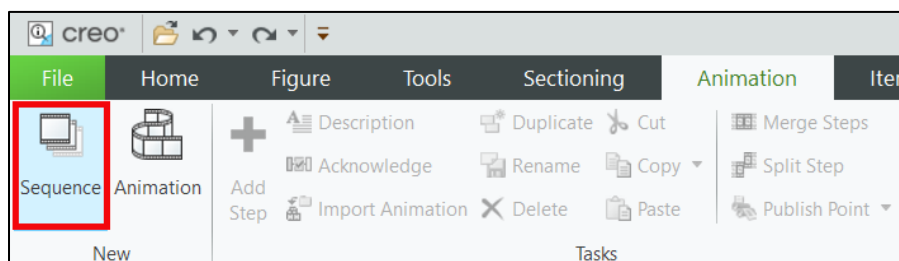 creo
File Home Figure Tools Sectioning Animation Iter
Sequence Animation Add Step Description Duplicate Cut Merge Steps
Acknowledge Rename Copy Split Step
Import Animation Delete Paste Publish Point
New Tasks